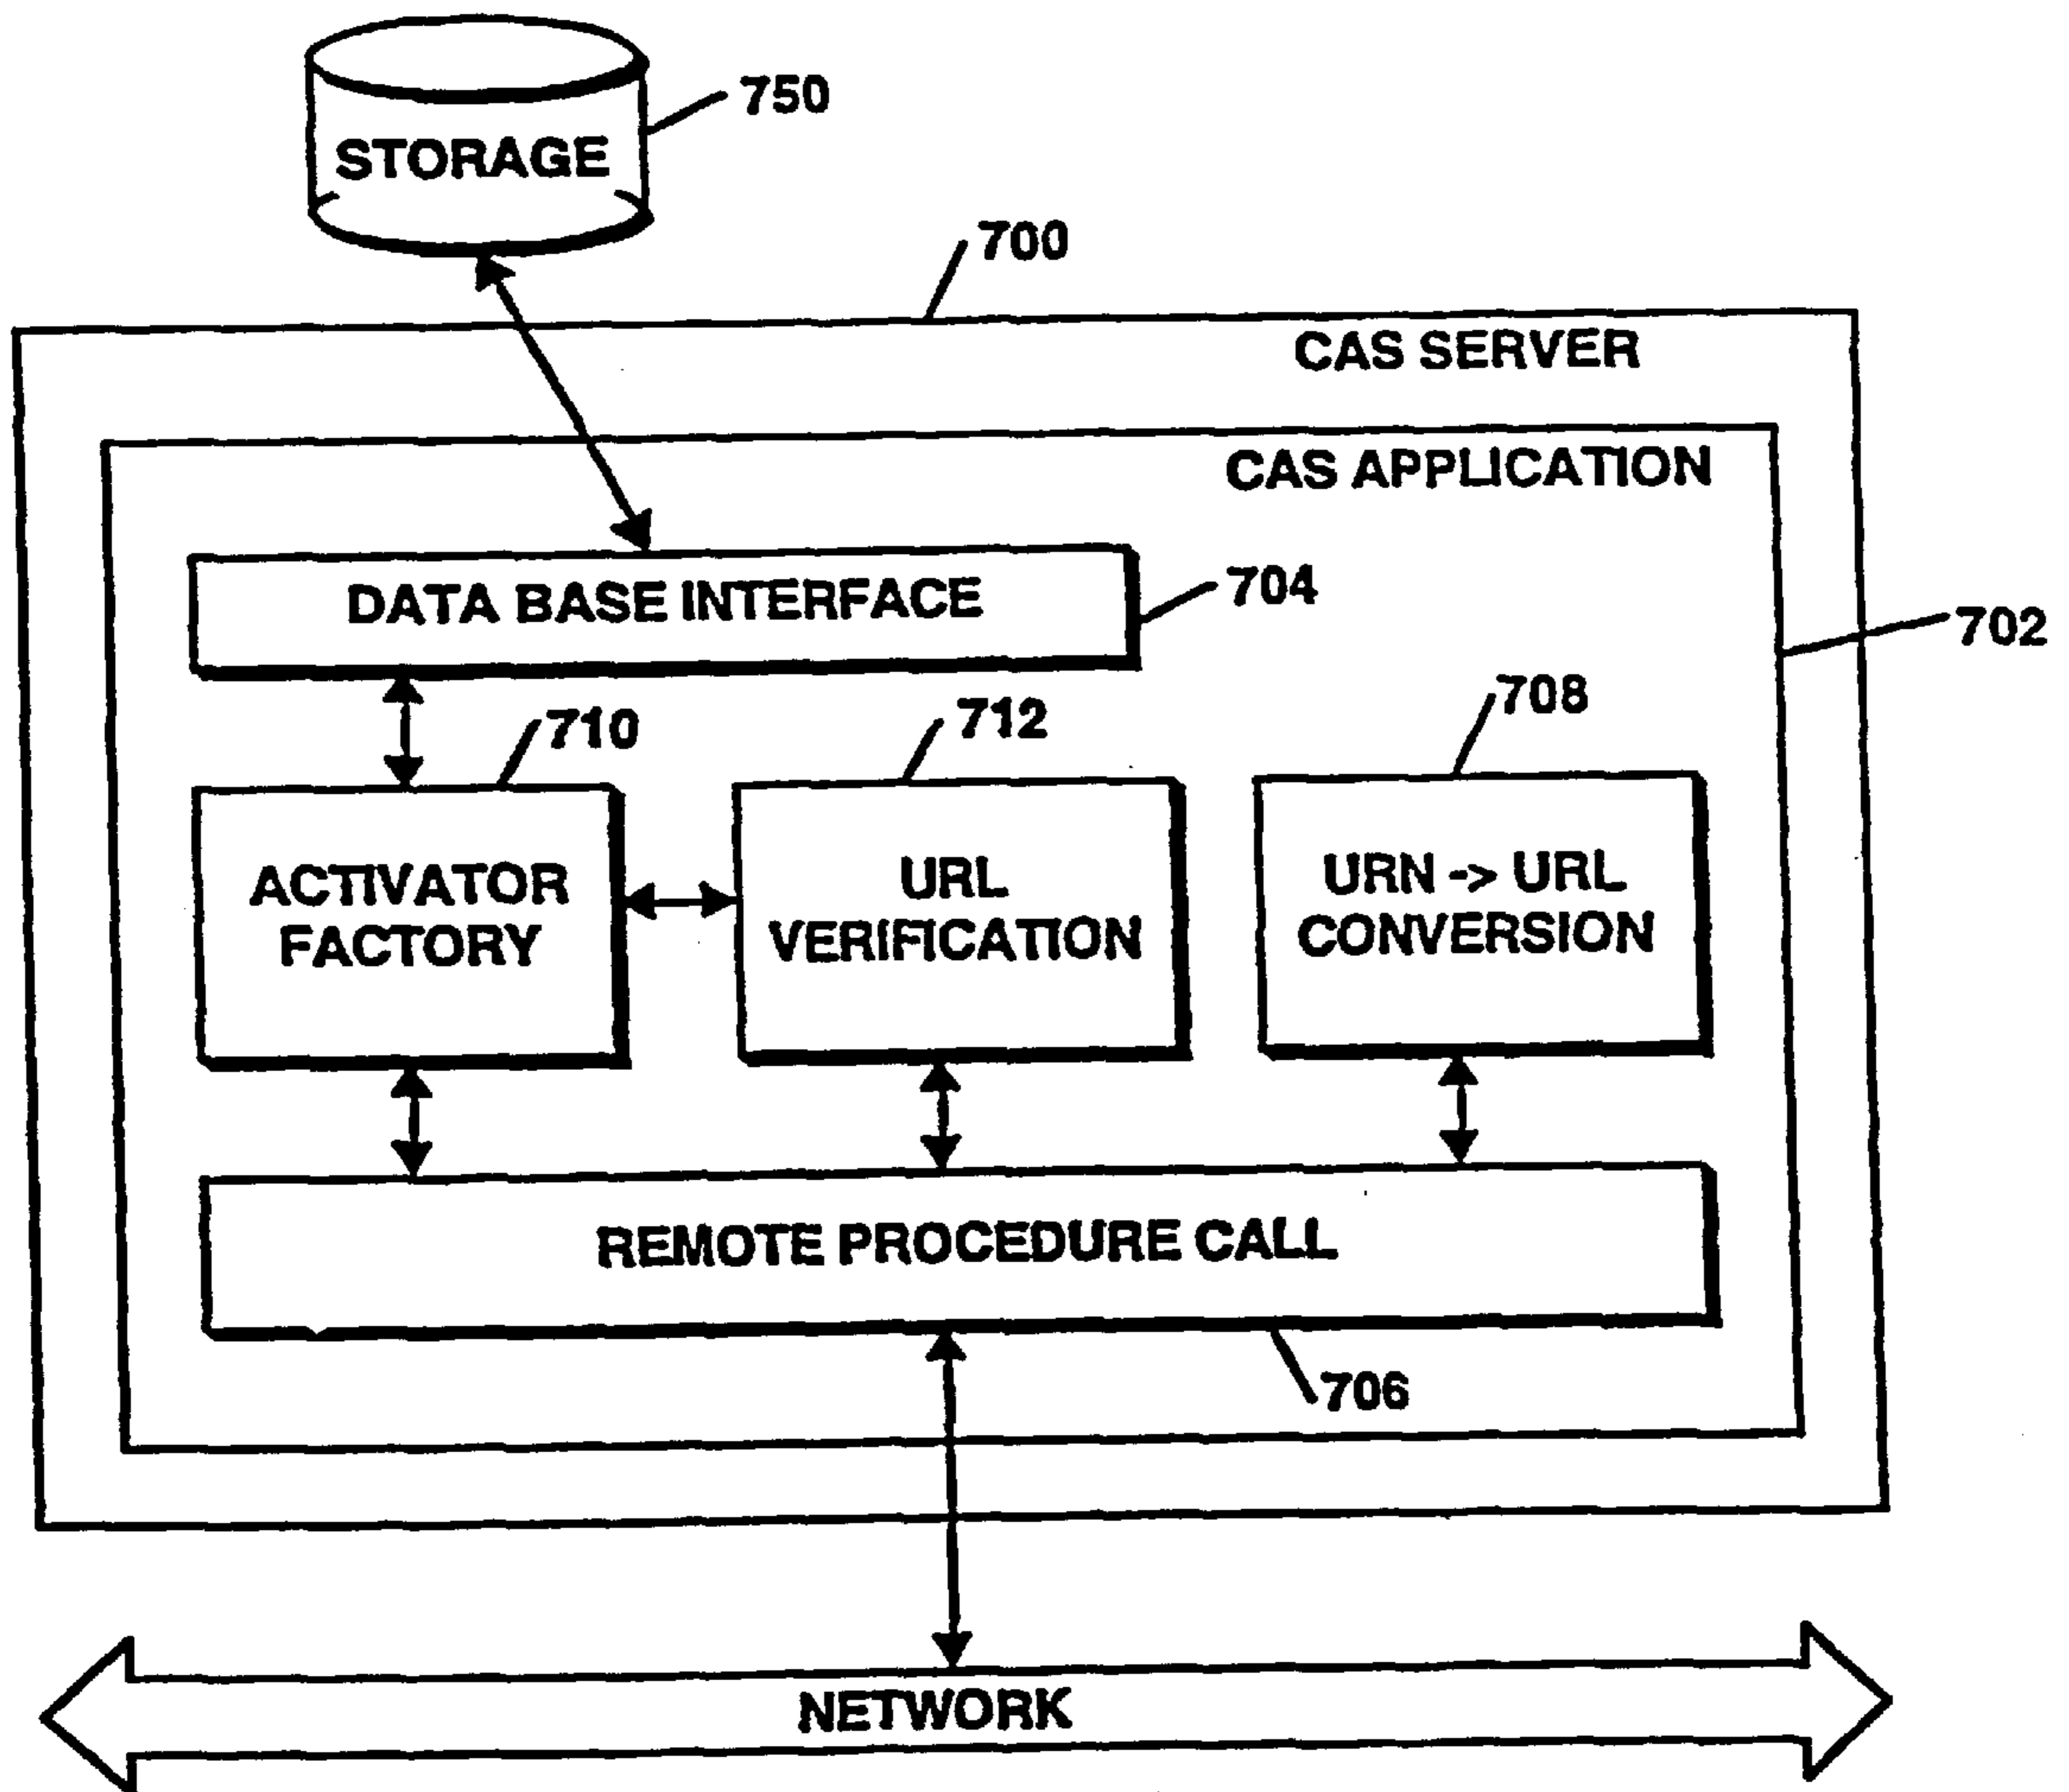 750
STORAGE
700
CAS SERVER
CAS APPLICATION
DATA BASE INTERFACE
704
702
710
712
708
ACTIVATOR
FACTORY
URL
VERIFICATION
URN -> URL
CONVERSION
REMOTE PROCEDURE CALL
706
NETWORK